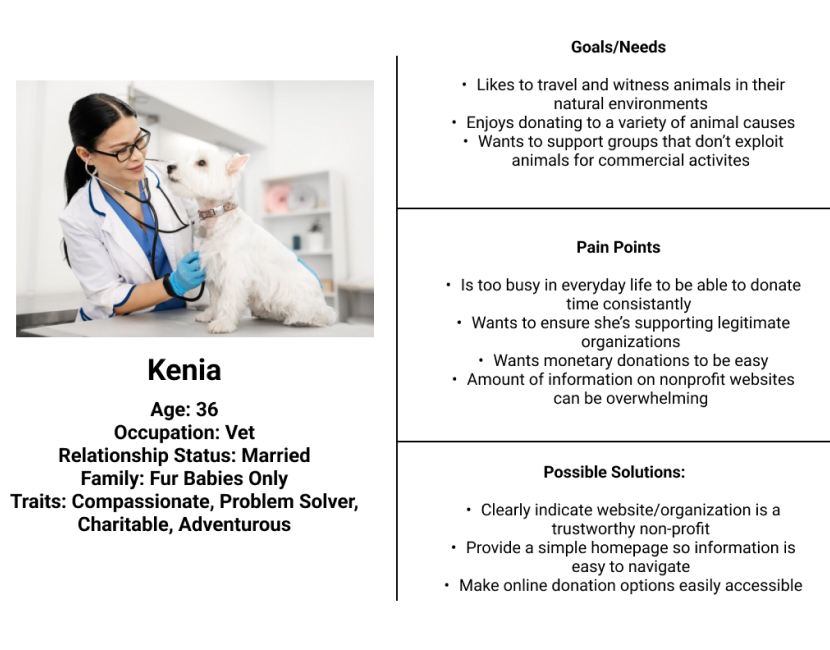 Kenia
Age: 36
Occupation: Vet
Relationship Status: Married
Family: Fur Babies Only
Traits: Compassionate, Problem Solver,
Charitable, Adventurous
Goals/Needs
• Likes to travel and witness animals in their
natural environments
• Enjoys donating to a variety of animal causes
• Wants to support groups that don’t exploit
animals for commercial activites
Pain Points
• Is too busy in everyday life to be able to donate
time consistantly
• Wants to ensure she’s supporting legitimate
organizations
• Wants monetary donations to be easy
• Amount of information on nonprofit websites
can be overwhelming
Possible Solutions:
• Clearly indicate website/organization is a
trustworthy non-profit
• Provide a simple homepage so information is
easy to navigate
• Make online donation options easily accessible